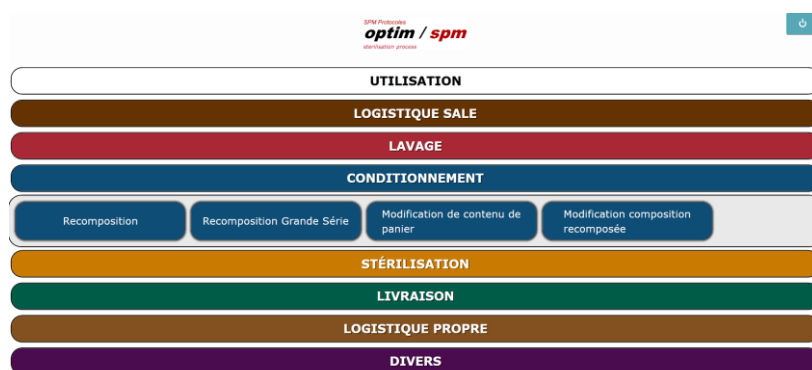 SPM Protocoles
optim / spm
stérilisation process
UTILISATION
LOGISTIQUE SALE
LAVAGE
CONDITIONNEMENT
Recomposition
Recomposition Grande Série
Modification de contenu de
panier
Modification composition
recomposée
STÉRILISATION
LIVRAISON
LOGISTIQUE PROPRE
DIVERS